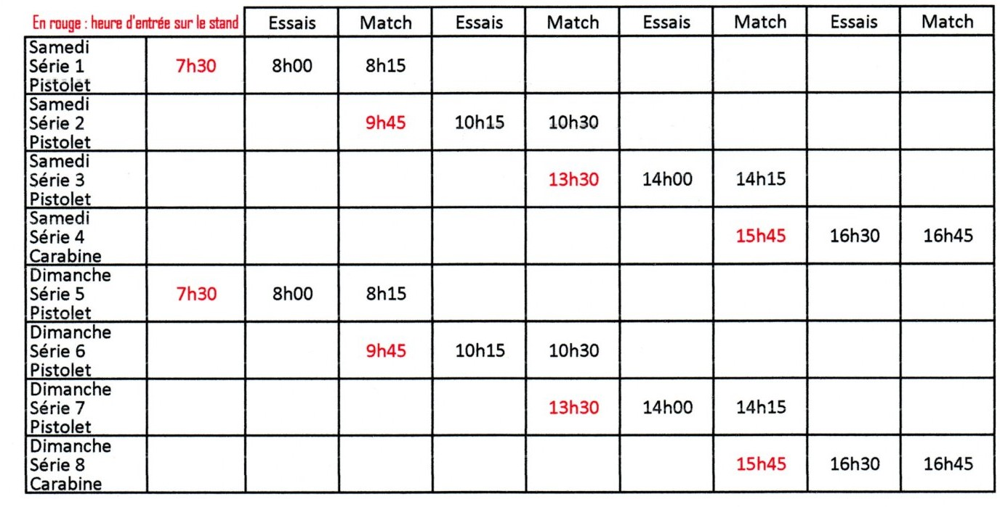 En rouge : heure d'entrée sur le stand Essais Match Essais Match Essais Match Essais Match
Samedi
Série 1 7h30 8h00 8h15
Pistolet
Samedi
Série 2 9h45 10h15 10h30
Pistolet
Samedi
Série 3 13h30 14h00 14h15
Pistolet
Samedi
Série 4 15h45 16h30 16h45
Carabine
Dimanche
Série 5 7h30 8h00 8h15
Pistolet
Dimanche
Série 6 9h45 10h15 10h30
Pistolet
Dimanche
Série 7 13h30 14h00 14h15
Pistolet
Dimanche
Série 8 15h45 16h30 16h45
Carabine